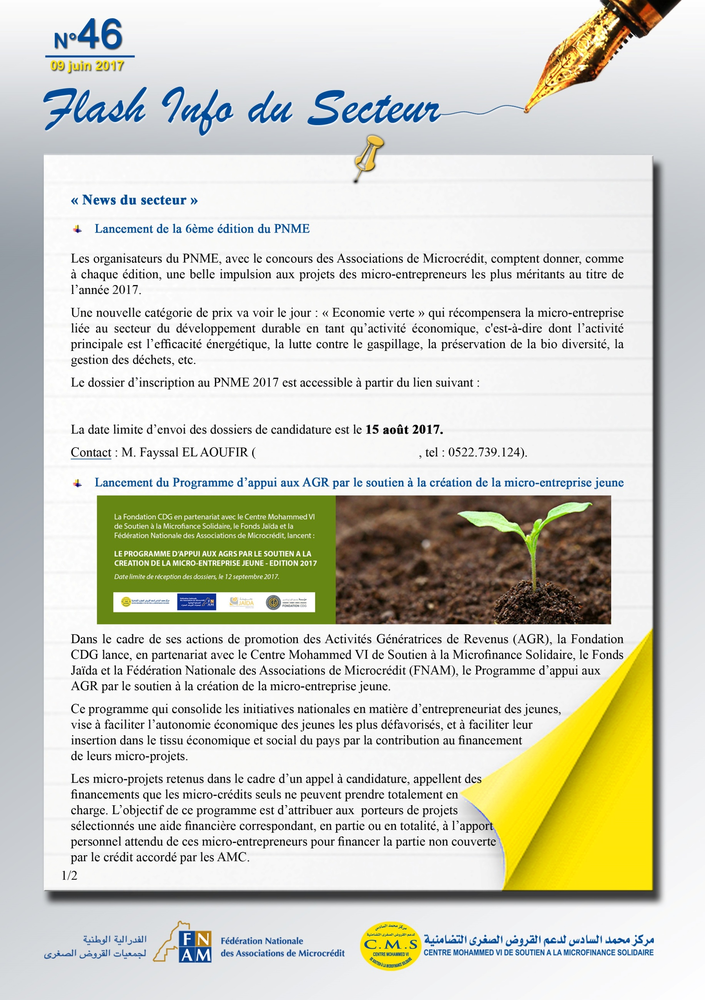 N°46
09 juin 2017
Flash Info du Secteur
« News du secteur »
Lancement de la 6ème édition du PNME
Les organisateurs du PNME, avec le concours des Associations de Microcrédit, comptent donner, comme
à chaque édition, une belle impulsion aux projets des micro-entrepreneurs les plus méritants au titre de
l’année 2017.
Une nouvelle catégorie de prix va voir le jour : « Economie verte » qui récompensera la micro-entreprise
liée au secteur du développement durable en tant qu’activité économique, c'est-à-dire dont l’activité
principale est l’efficacité énergétique, la lutte contre le gaspillage, la préservation de la bio diversité, la
gestion des déchets, etc.
Le dossier d’inscription au PNME 2017 est accessible à partir du lien suivant :
La date limite d’envoi des dossiers de candidature est le 15 août 2017.
Contact : M. Fayssal EL AOUFIR ( , tel : 0522.739.124).
Lancement du Programme d’appui aux AGR par le soutien à la création de la micro-entreprise jeune
La Fondation CDG en partenariat avec le Centre Mohammed VI
de Soutien à la Microfiance Solidaire, le Fonds Jaïda et la
Fédération Nationale des Associations de Microcrédit, lancent :
LE PROGRAMME D’APPUI AUX AGRS PAR LE SOUTIEN A LA
CREATION DE LA MICRO-ENTREPRISE JEUNE - EDITION 2017
Date limite de réception des dossiers, le 12 septembre 2017.
C.M.S
FNAM
JAÏDA
FONDATION CDG
Dans le cadre de ses actions de promotion des Activités Génératrices de Revenus (AGR), la Fondation
CDG lance, en partenariat avec le Centre Mohammed VI de Soutien à la Microfinance Solidaire, le Fonds
Jaïda et la Fédération Nationale des Associations de Microcrédit (FNAM), le Programme d’appui aux
AGR par le soutien à la création de la micro-entreprise jeune.
Ce programme qui consolide les initiatives nationales en matière d’entrepreneuriat des jeunes,
vise à faciliter l’autonomie économique des jeunes les plus défavorisés, et à faciliter leur
insertion dans le tissu économique et social du pays par la contribution au financement
de leurs micro-projets.
Les micro-projets retenus dans le cadre d’un appel à candidature, appellent des
financements que les micro-crédits seuls ne peuvent prendre totalement en
charge. L’objectif de ce programme est d’attribuer aux porteurs de projets
sélectionnés une aide financière correspondant, en partie ou en totalité, à l’apport
personnel attendu de ces micro-entrepreneurs pour financer la partie non couverte
par le crédit accordé par les AMC.
1/2
الفدرالية الوطنية
لجمعيات القروض الصغرى
FN
AM
Fédération Nationale
des Associations de Microcrédit
مركز محمد السادس
لدعم القروض الصغرى التضامنية
C.M.S
CENTRE MOHAMMED VI
DE SOUTIEN À LA MICROFINANCE SOLIDAIRE
مركز محمد السادس لدعم القروض الصغرى التضامنية
CENTRE MOHAMMED VI DE SOUTIEN A LA MICROFINANCE SOLIDAIRE